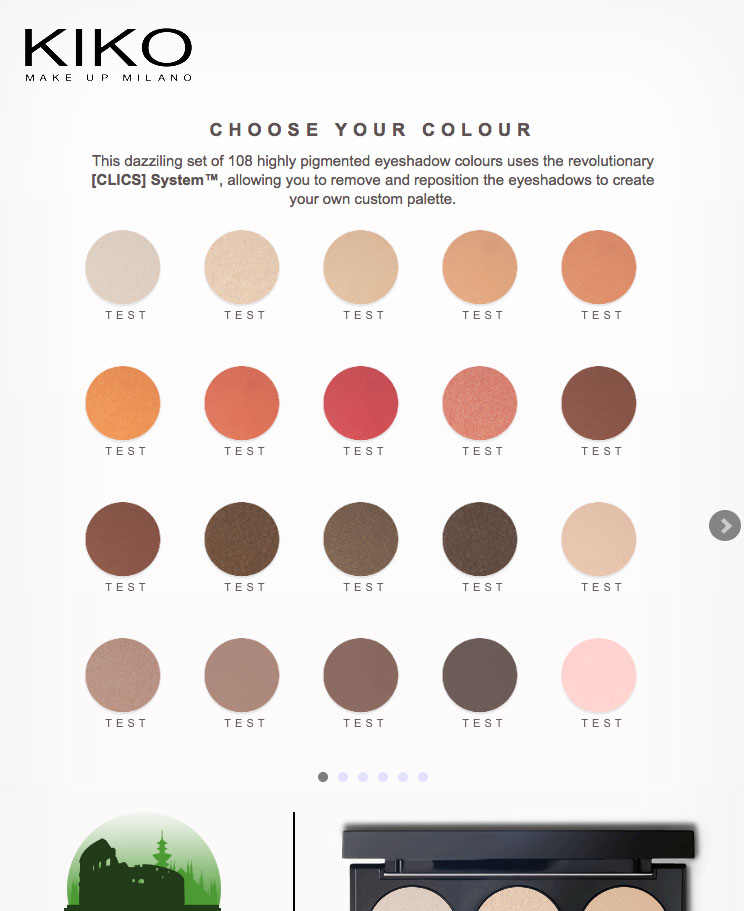 KIKO
MAKE UP MILANO
CHOOSE YOUR COLOUR
This dazziling set of 108 highly pigmented eyeshadow colours uses the revolutionary
[CLICS] System™, allowing you to remove and reposition the eyeshadows to create
your own custom palette.
TEST TEST TEST TEST TEST
TEST TEST TEST TEST TEST
TEST TEST TEST TEST TEST
TEST TEST TEST TEST TEST